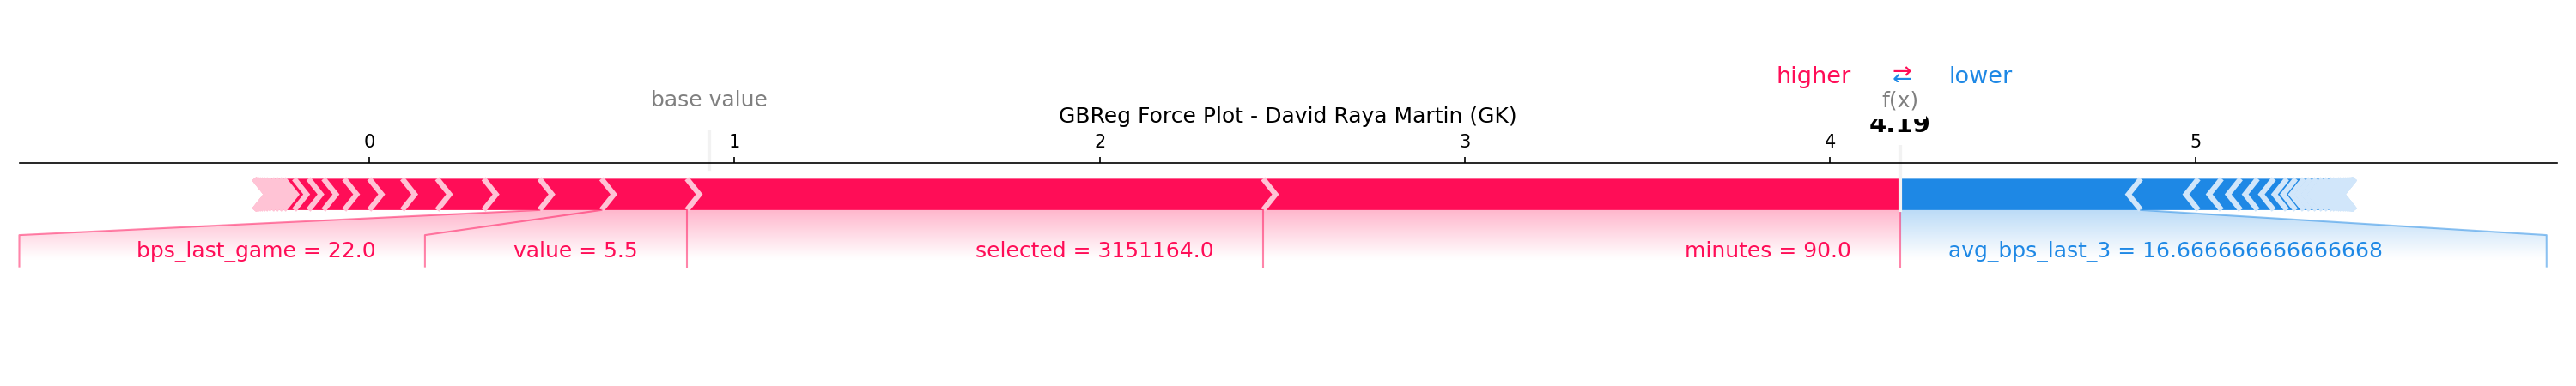 higher ⇄ lower
base value
f(x)
GBReg Force Plot - David Raya Martin (GK)
4.19
0 1 2 3 4 5
bps_last_game = 22.0 value = 5.5 selected = 3151164.0 minutes = 90.0 avg_bps_last_3 = 16.666666666666668